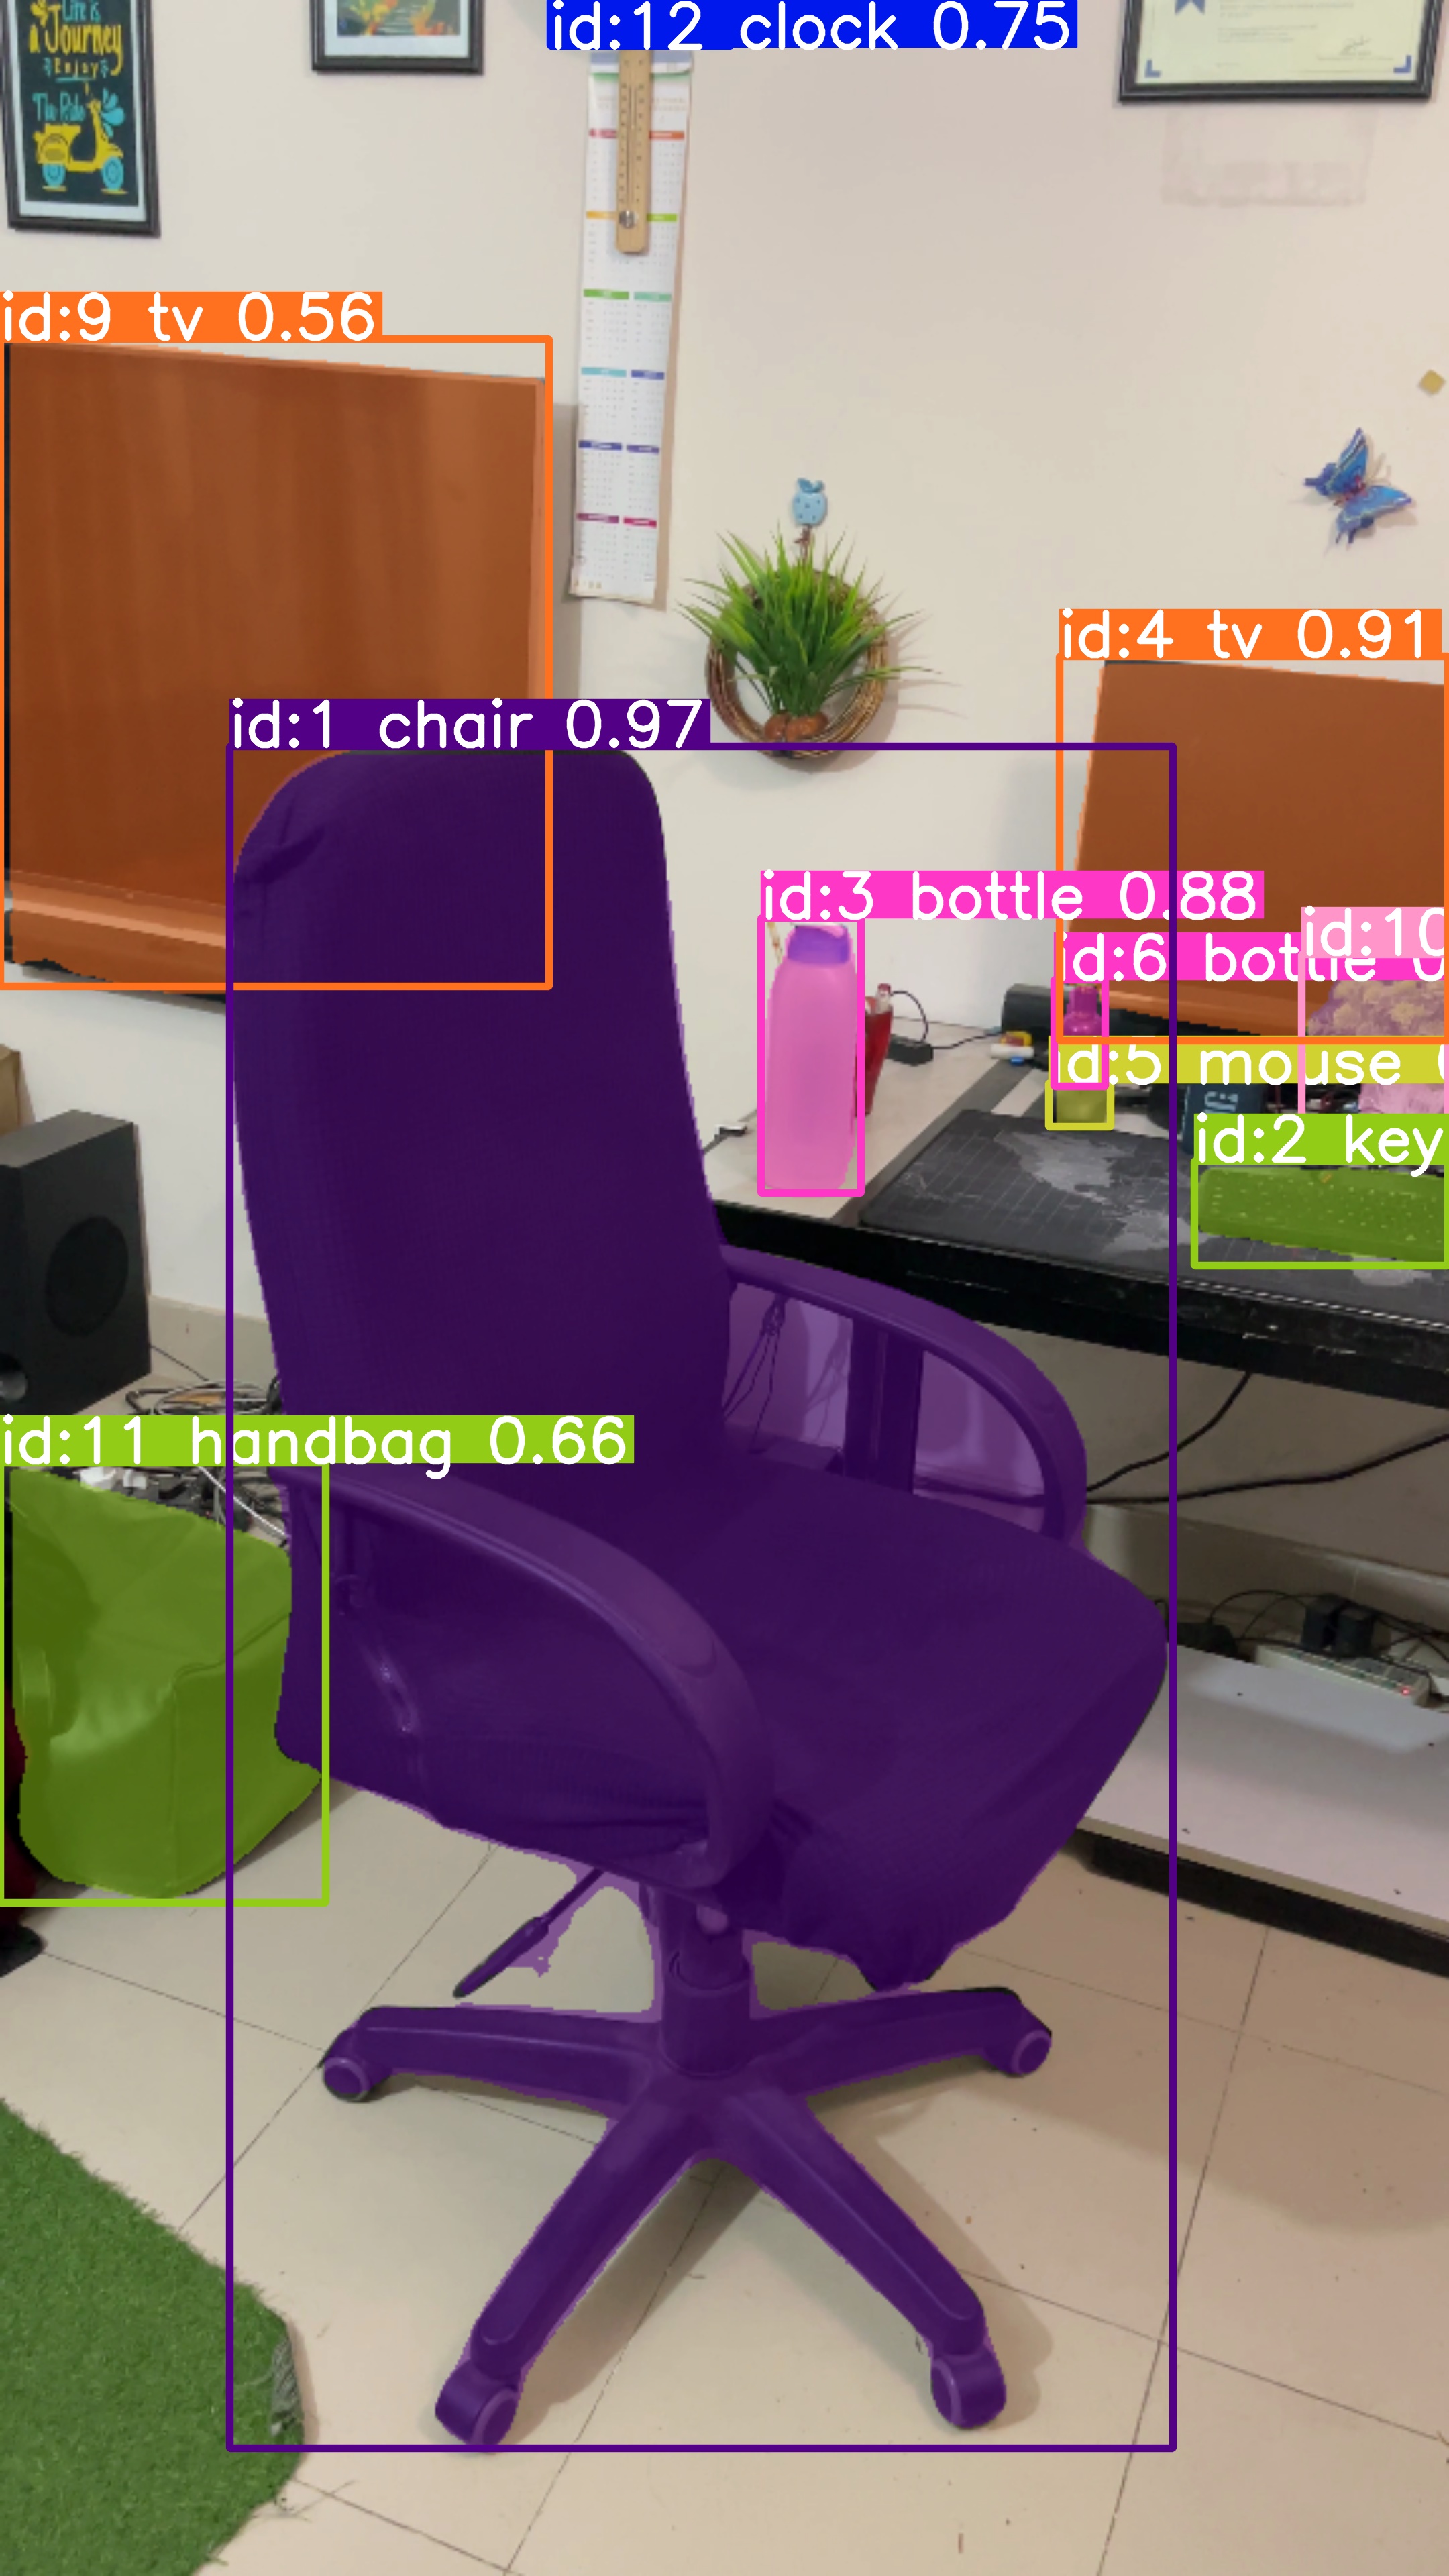 Life is
a Journey
Enjoy
The Ride
id:12 clock 0.75
id:9 tv 0.56
id:4 tv 0.91
id:1 chair 0.97
id:3 bottle 0.88
id:10
id:6 bottle 0
id:5 mouse
id:2 key
id:11 handbag 0.66